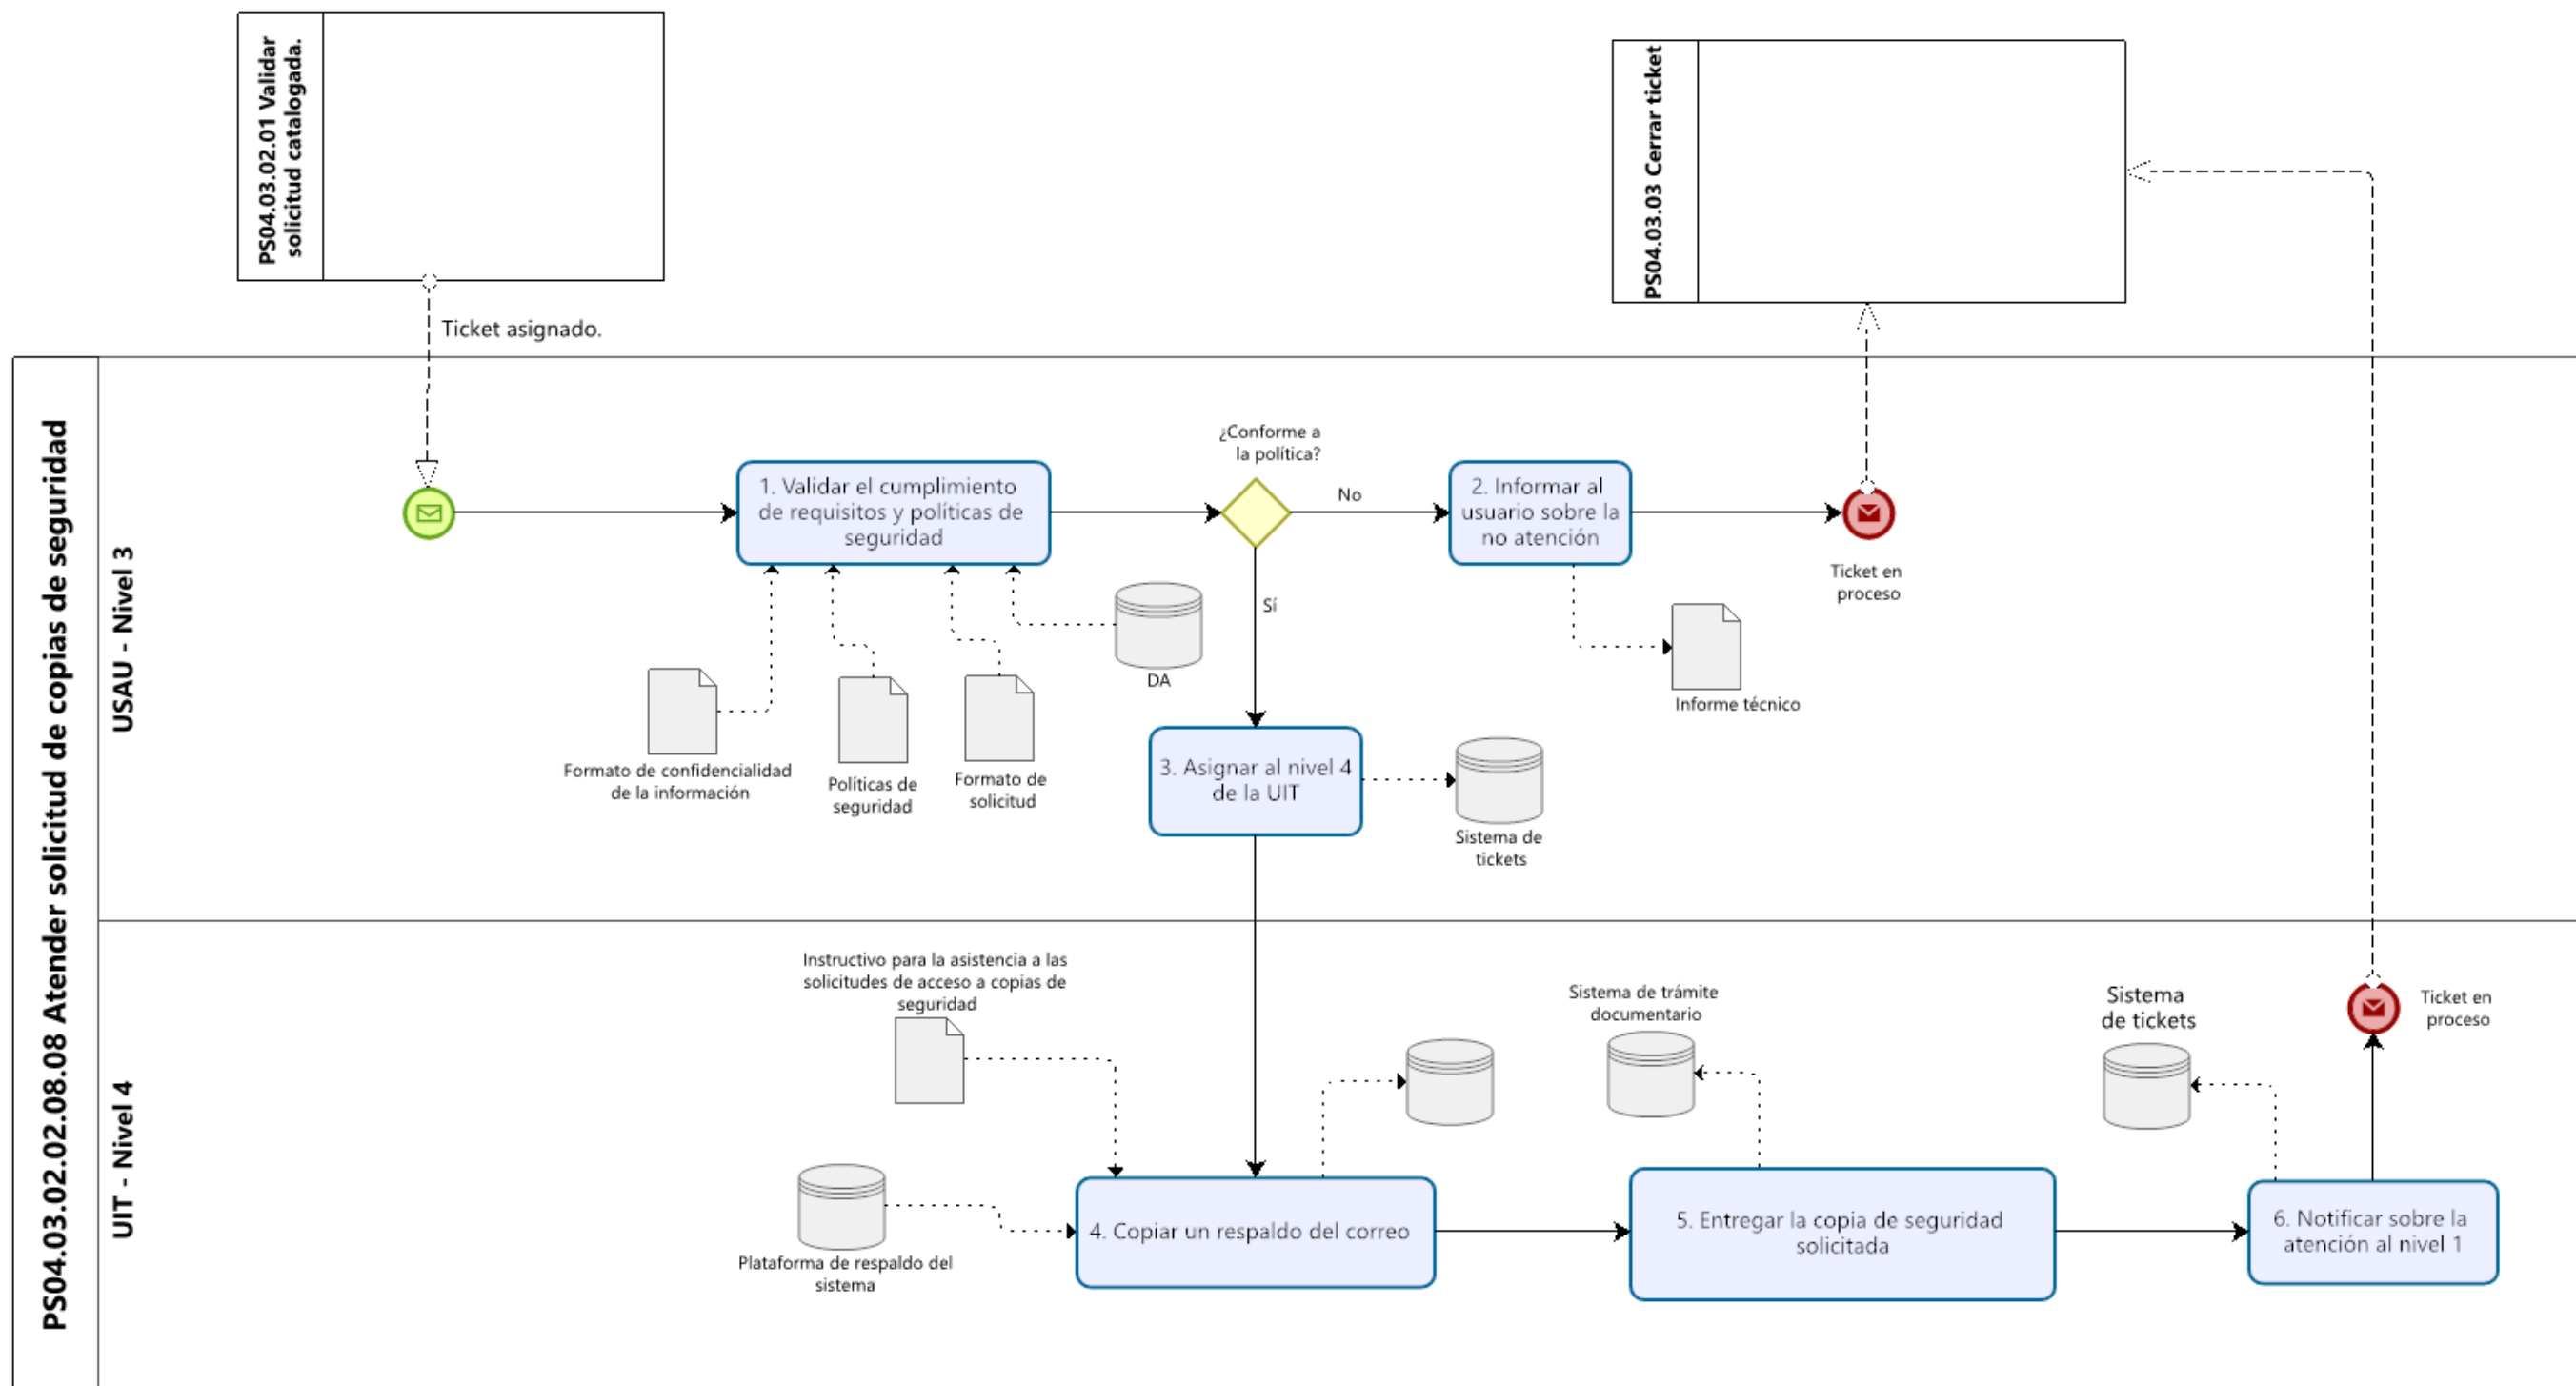 PS04.03.02.01 Validar
solicitud catalogada.
PS04.03.03 Cerrar ticket
Ticket asignado.
PS04.03.02.02.08.08 Atender solicitud de copias de seguridad
USAU - Nivel 3
¿Conforme a
la política?
1. Validar el cumplimiento
de requisitos y políticas de
seguridad
No
2. Informar al
usuario sobre la
no atención
Ticket en
proceso
Sí
DA
Informe técnico
Formato de confidencialidad
de la información
Políticas de
seguridad
Formato de
solicitud
3. Asignar al nivel 4
de la UIT
Sistema de
tickets
UIT - Nivel 4
Instructivo para la asistencia a las
solicitudes de acceso a copias de
seguridad
Sistema de trámite
documentario
Sistema
de tickets
Ticket en
proceso
Plataforma de respaldo del
sistema
4. Copiar un respaldo del correo
5. Entregar la copia de seguridad
solicitada
6. Notificar sobre la
atención al nivel 1